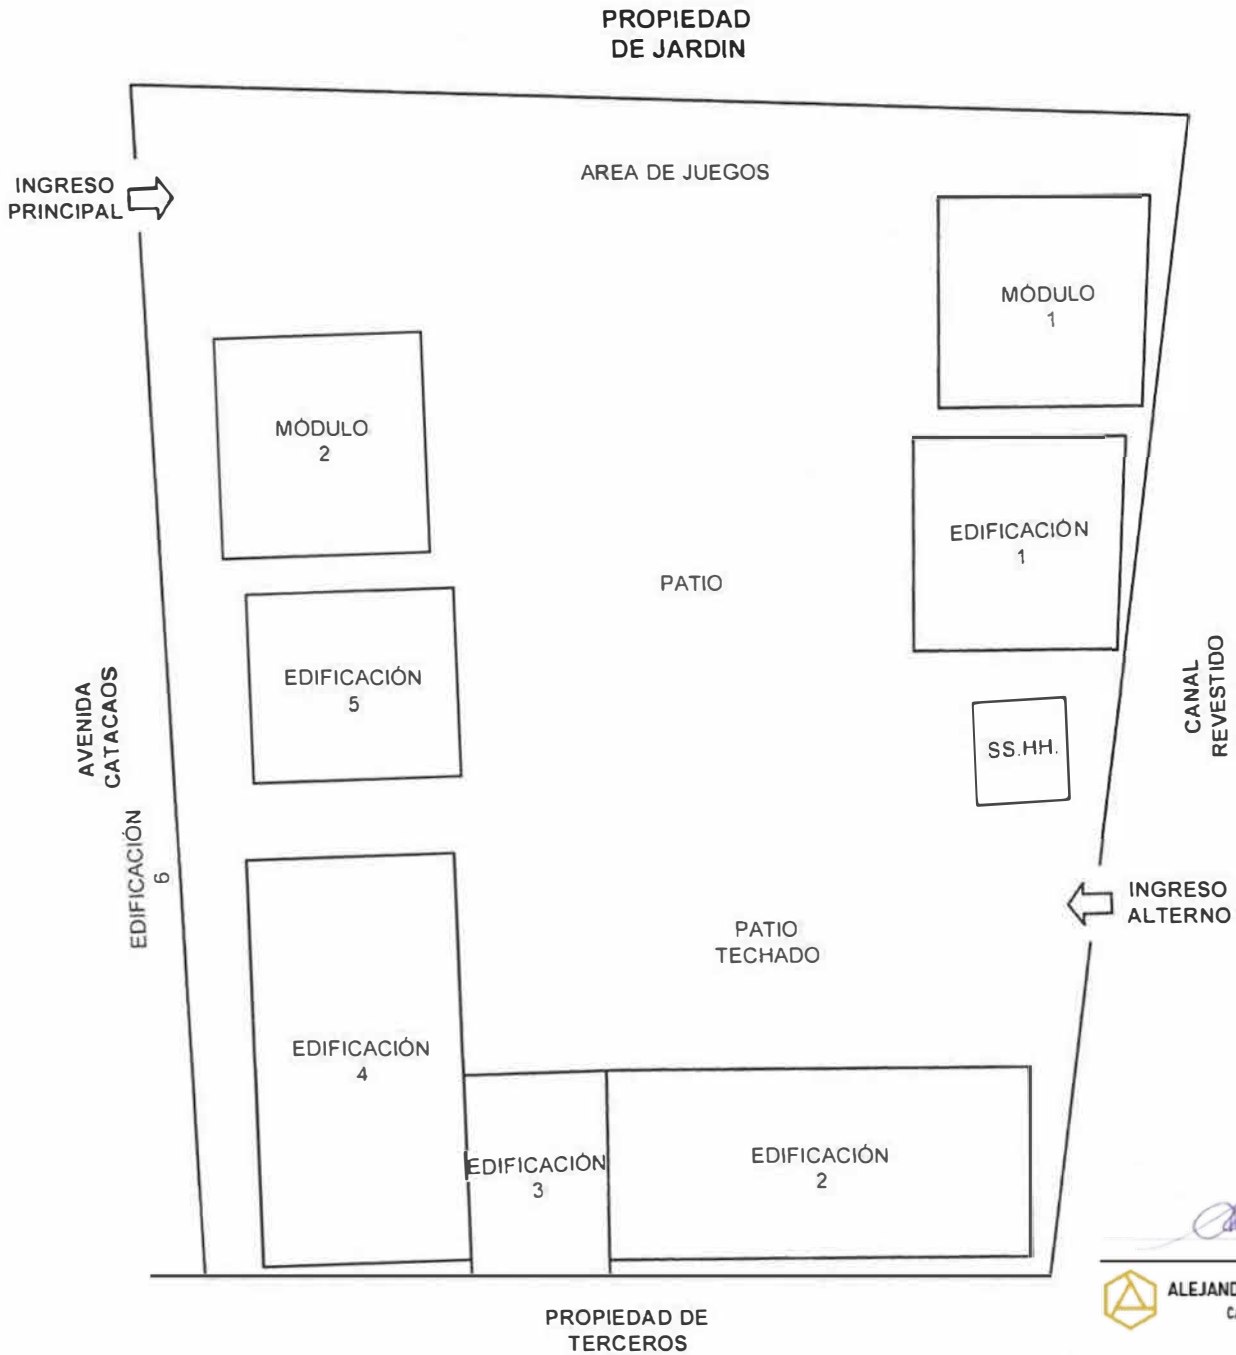 PROPIEDAD
DE JARDIN
AREA DE JUEGOS
INGRESO
PRINCIPAL
MÓDULO
1
MÓDULO
2
EDIFICACIÓN
1
PATIO
EDIFICACIÓN
5
AVENIDA
CATACAOS
CANAL
REVESTIDO
SS.HH.
EDIFICACIÓN
6
INGRESO
ALTERNO
PATIO
TECHADO
EDIFICACIÓN
4
EDIFICACIÓN
3
EDIFICACIÓN
2
PROPIEDAD DE
TERCEROS